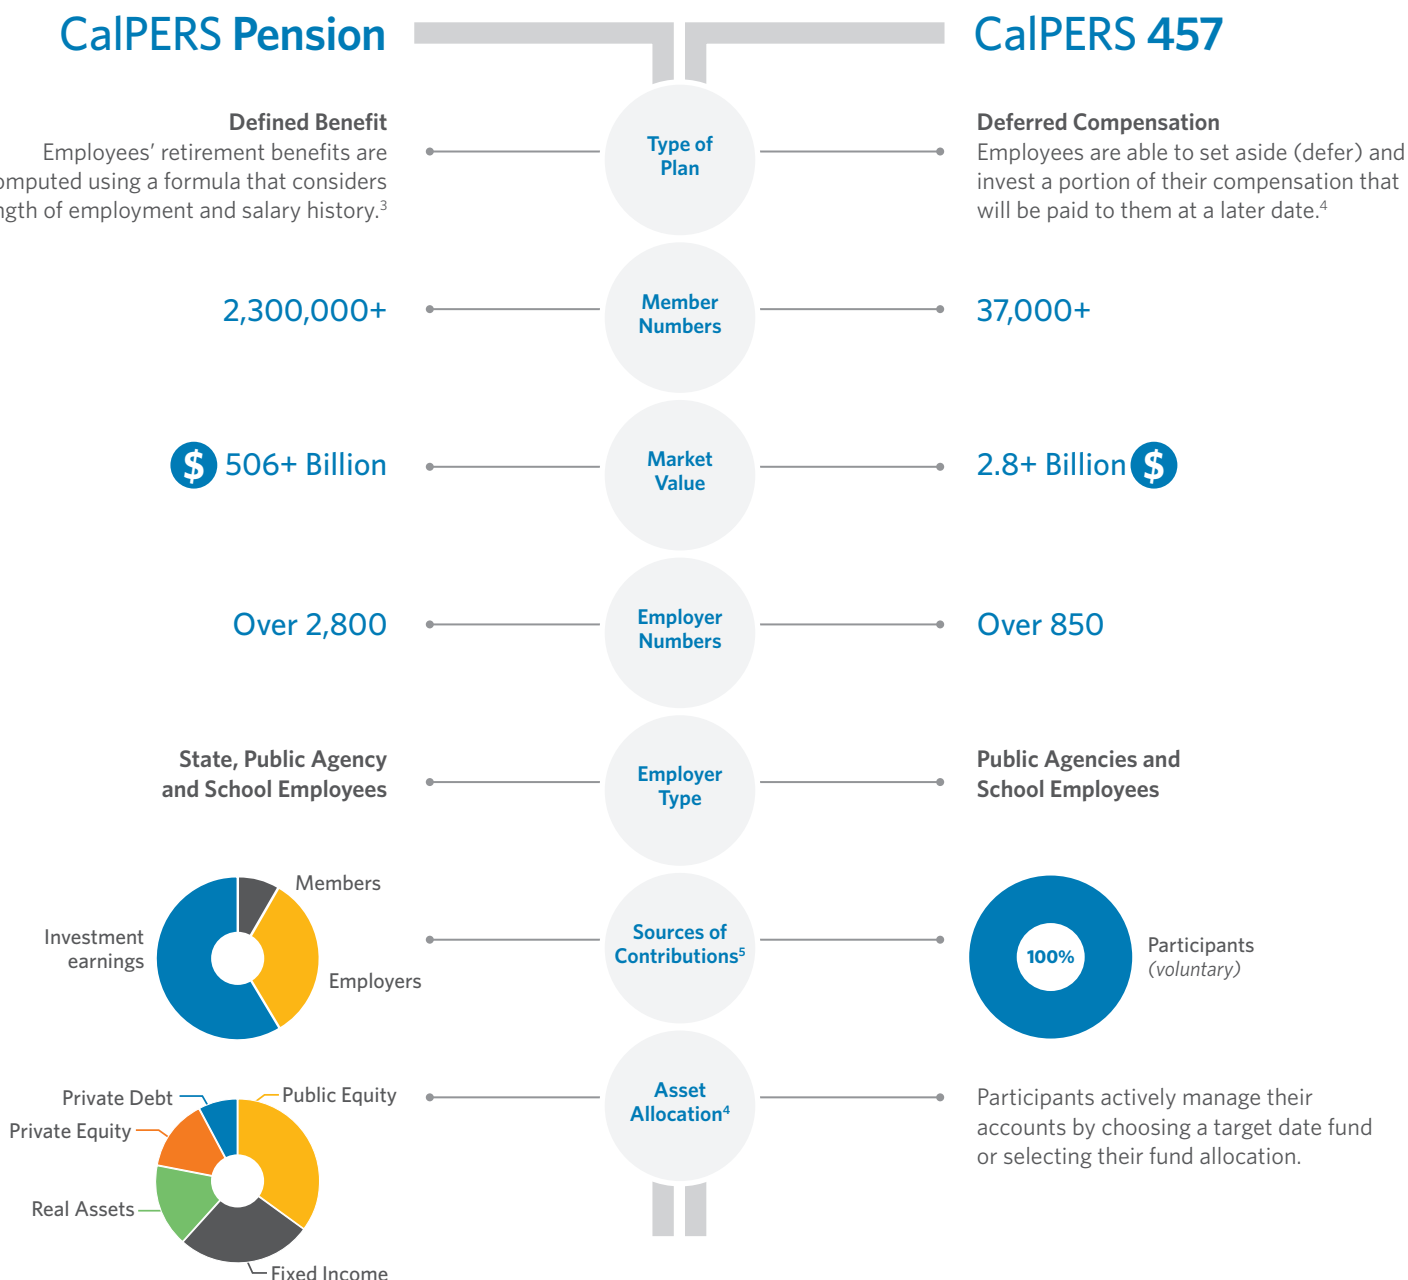 CalPERS Pension
CalPERS 457
Defined Benefit
Employees' retirement benefits are
omputed using a formula that considers
ngth of employment and salary history.³
Type of
Plan
Deferred Compensation
Employees are able to set aside (defer) and
invest a portion of their compensation that
will be paid to them at a later date.⁴
2,300,000+
Member
Numbers
37,000+
$ 506+ Billion
Market
Value
2.8+ Billion $
Over 2,800
Employer
Numbers
Over 850
State, Public Agency
and School Employees
Employer
Type
Public Agencies and
School Employees
Members
Investment
earnings
Employers
Sources of
Contributions⁵
100%
Participants
(voluntary)
Private Debt
Public Equity
Private Equity
Real Assets
Fixed Income
Asset
Allocation⁴
Participants actively manage their
accounts by choosing a target date fund
or selecting their fund allocation.